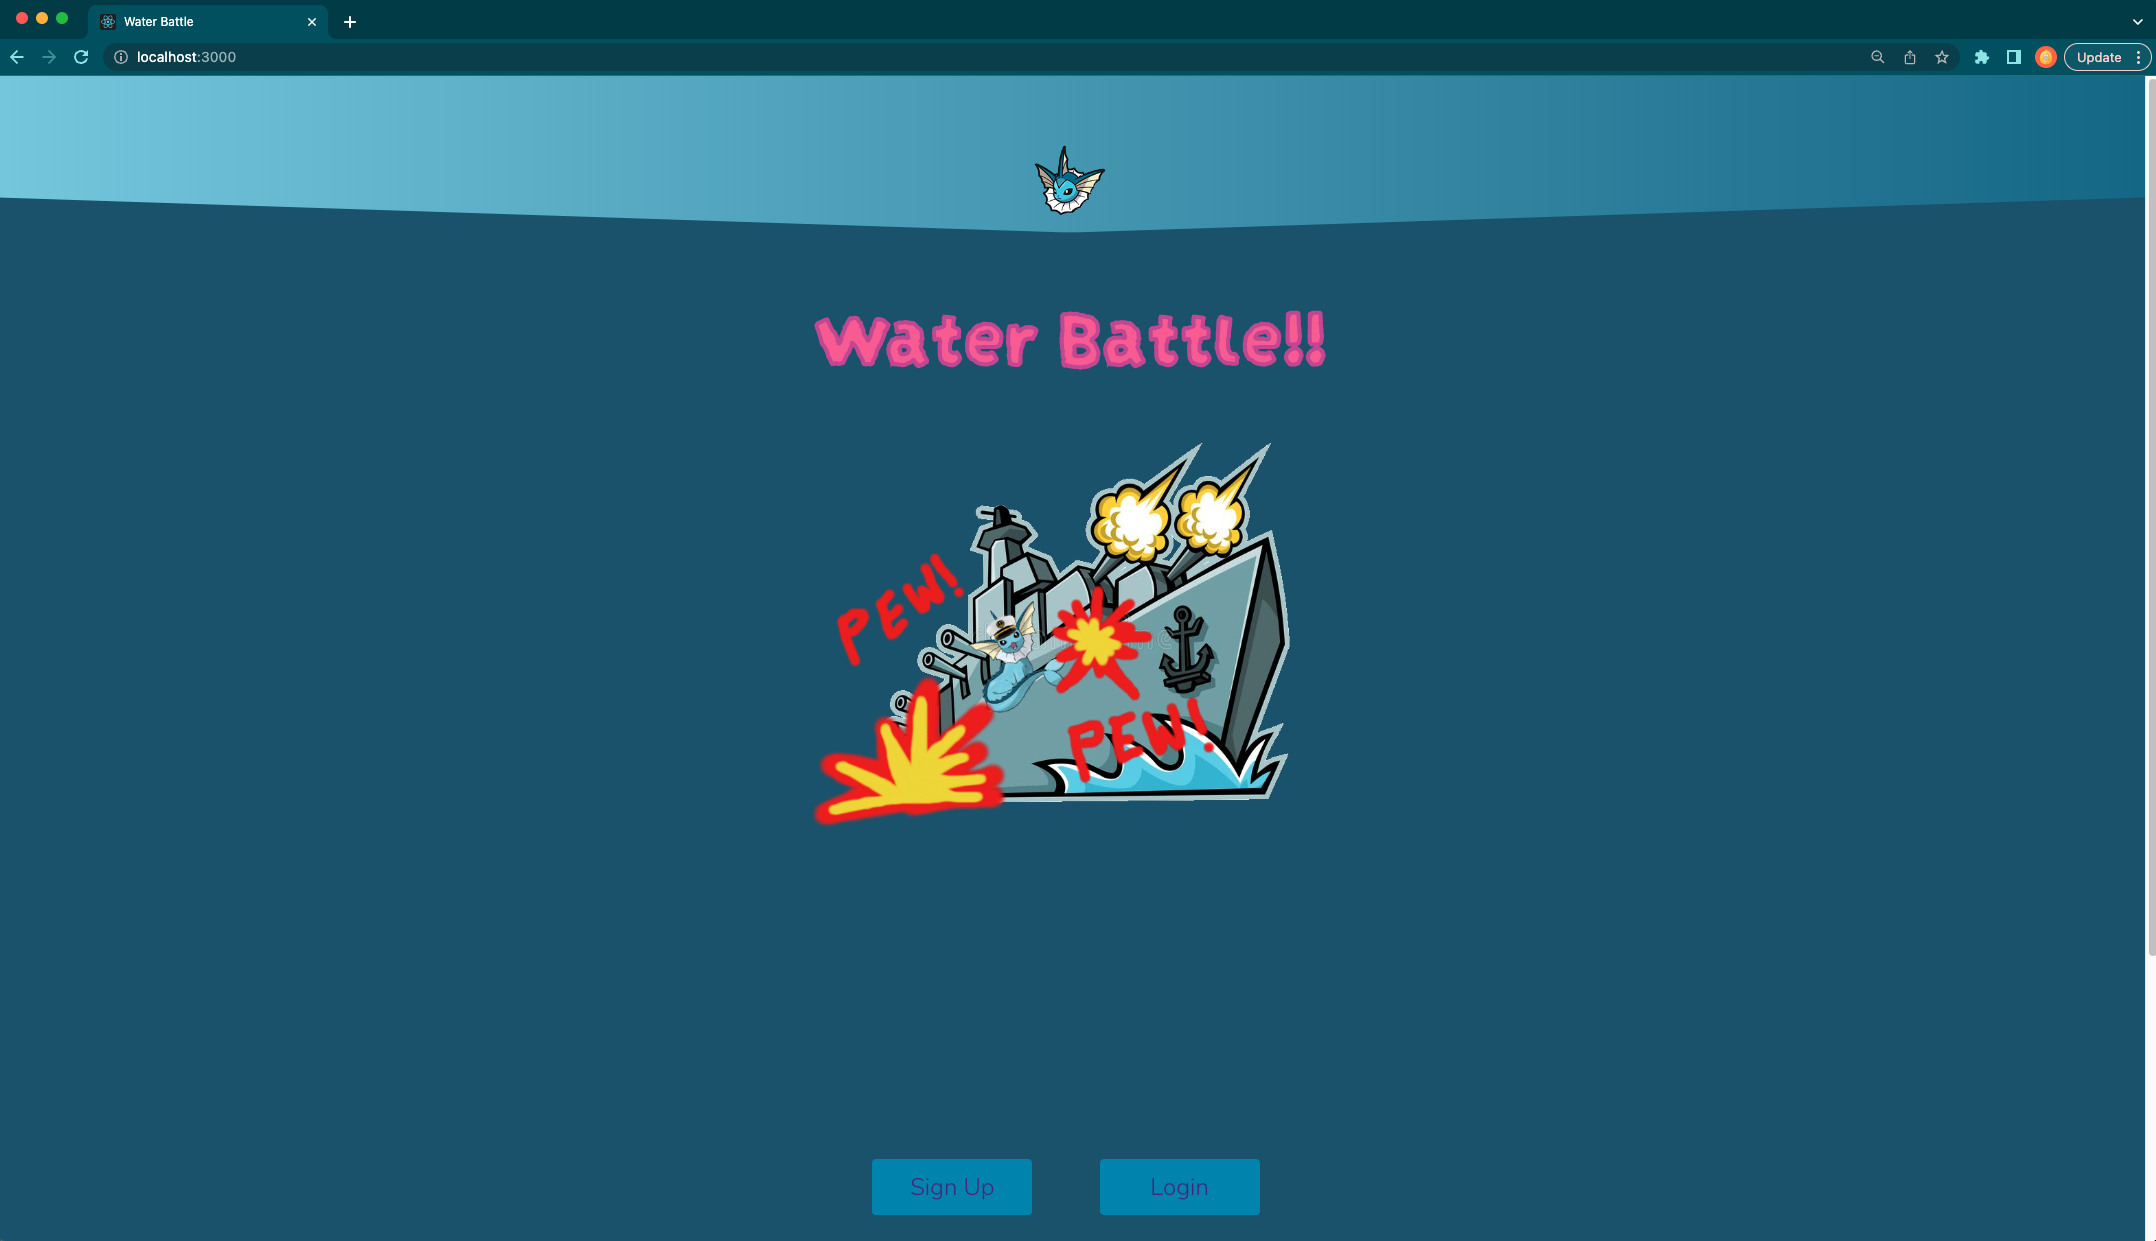 Water Battle
localhost:3000
Update
Water Battle!!
PEW!
PEW!
Sign Up
Login